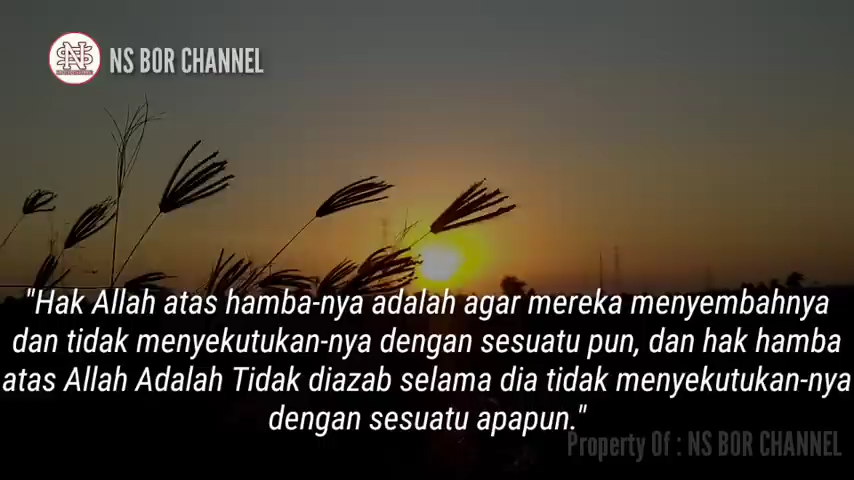 NS BOR CHANNEL
"Hak Allah atas hamba-nya adalah agar mereka menyembahnya
dan tidak menyekutukan-nya dengan sesuatu pun, dan hak hamba
atas Allah Adalah Tidak diazab selama dia tidak menyekutukan-nya
dengan sesuatu apapun."
Property Of : NS BOR CHANNEL